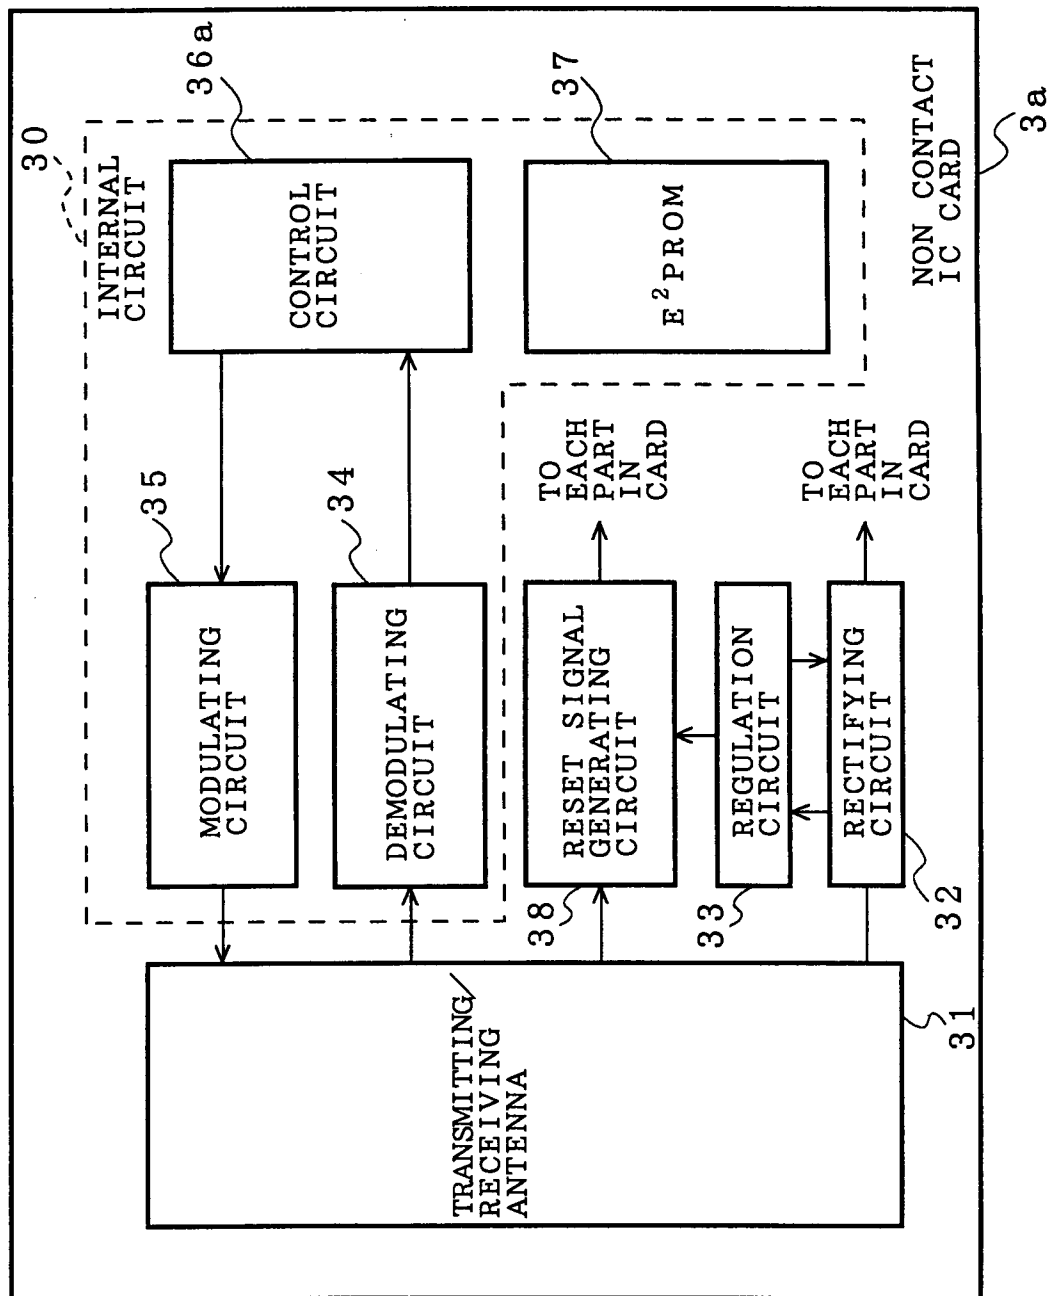 30
INTERNAL
CIRCUIT
36a
CONTROL
CIRCUIT
37
E²PROM
35
MODULATING
CIRCUIT
34
DEMODULATING
CIRCUIT
TO
EACH
PART
IN
CARD
TO
EACH
PART
IN
CARD
RESET SIGNAL
GENERATING
CIRCUIT
38
REGULATION
CIRCUIT
33
RECTIFYING
CIRCUIT
32
TRANSMITTING/
RECEIVING
ANTENNA
31
NON CONTACT
IC CARD
3a